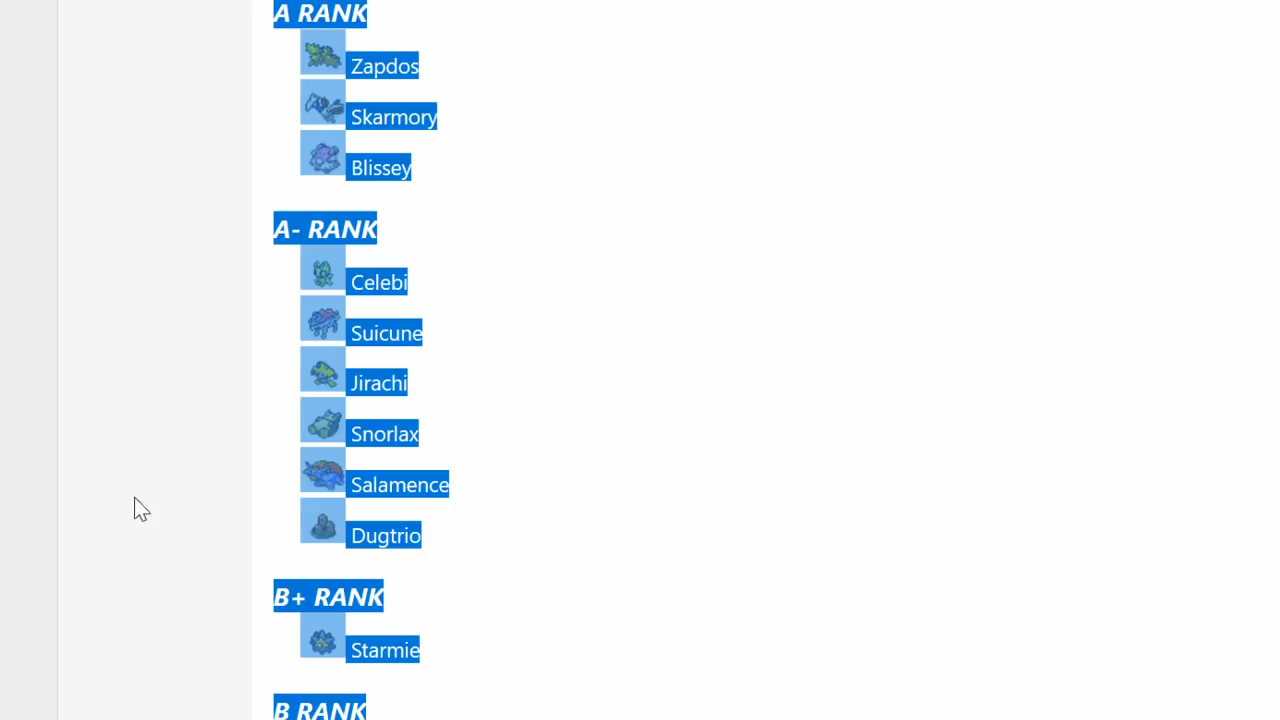 A RANK
Zapdos
Skarmory
Blissey
A- RANK
Celebi
Suicune
Jirachi
Snorlax
Salamence
Dugtrio
B+ RANK
Starmie
B RANK